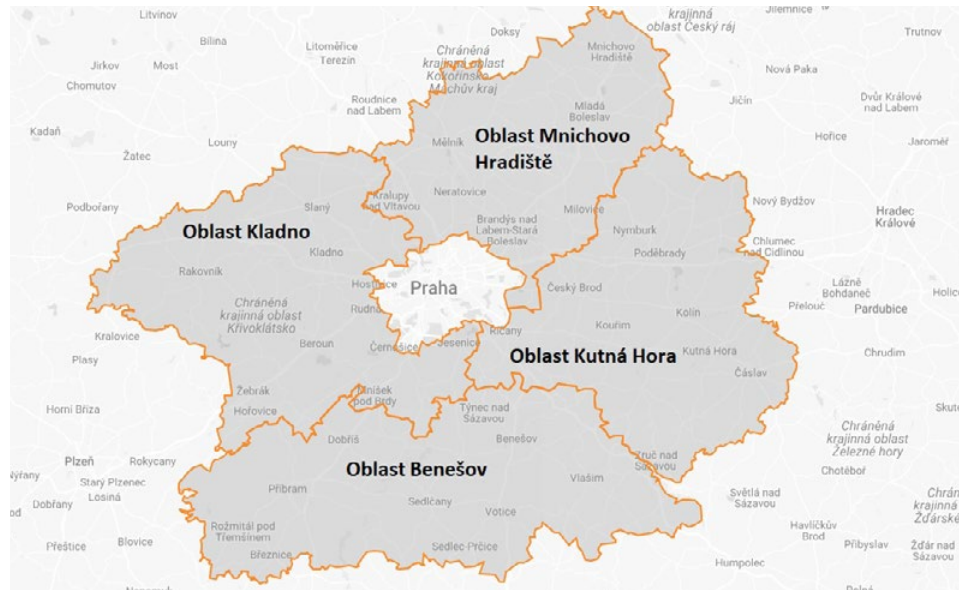 Litvínov
Bílina
Litoměřice
Terezín
Doksy
krajinná
oblast Český ráj
Jilemnice
Trutnov
Chráněná
krajinná oblast
Kokořínsko
Máchův kraj
Mnichovo
Hradiště
Jirkov
Most
Chomutov
Roudnice
nad Labem
Nová Paka
Mladá
Boleslav
Jičín
Dvůr Králové
nad Labem
Kadaň
Louny
Žatec
Mělník
Oblast Mnichovo
Hradiště
Hořice
Jaroměř
Podbořany
Slaný
Kralupy
nad Vltavou
Neratovice
Milovice
Brandýs nad
Labem-Stará
Boleslav
Nový Bydžov
Hradec
Králové
Oblast Kladno
Kladno
Nymburk
Poděbrady
Chlumec
nad Cidlinou
Rakovník
Hostivice
Praha
Český Brod
Lázně
Bohdaneč
Holic
Chráněná
krajinná oblast
Křivoklátsko
Rudná
Kouřim
Kolín
Přelouč
Pardubice
Kralovice
Beroun
Černošice
Jesenice
Říčany
Oblast Kutná Hora
Kutná Hora
Chrudim
Plasy
Čáslav
Žebrák
Hořovice
Mníšek
pod Brdy
Týnec nad
Sázavou
Horní Bříza
Skuteč
Chráněná
krajinná oblast
Železné hory
Dobříš
Benešov
Plzeň
Rokycany
Oblast Benešov
Zruč nad
Sázavou
Chotěboř
Nýřany
Starý Plzenec
Losiná
Dobřany
Příbram
Sedlčany
Vlašim
Votice
Světlá nad
Sázavou
Chrán
krajinná
Žďárské
Rožmitál pod
Třemšínem
Havlíčkův
Brod
Přibyslav
Žďár nad
Sázavou
Přeštice
Blovice
Březnice
Sedlec-Prčice
Humpolec